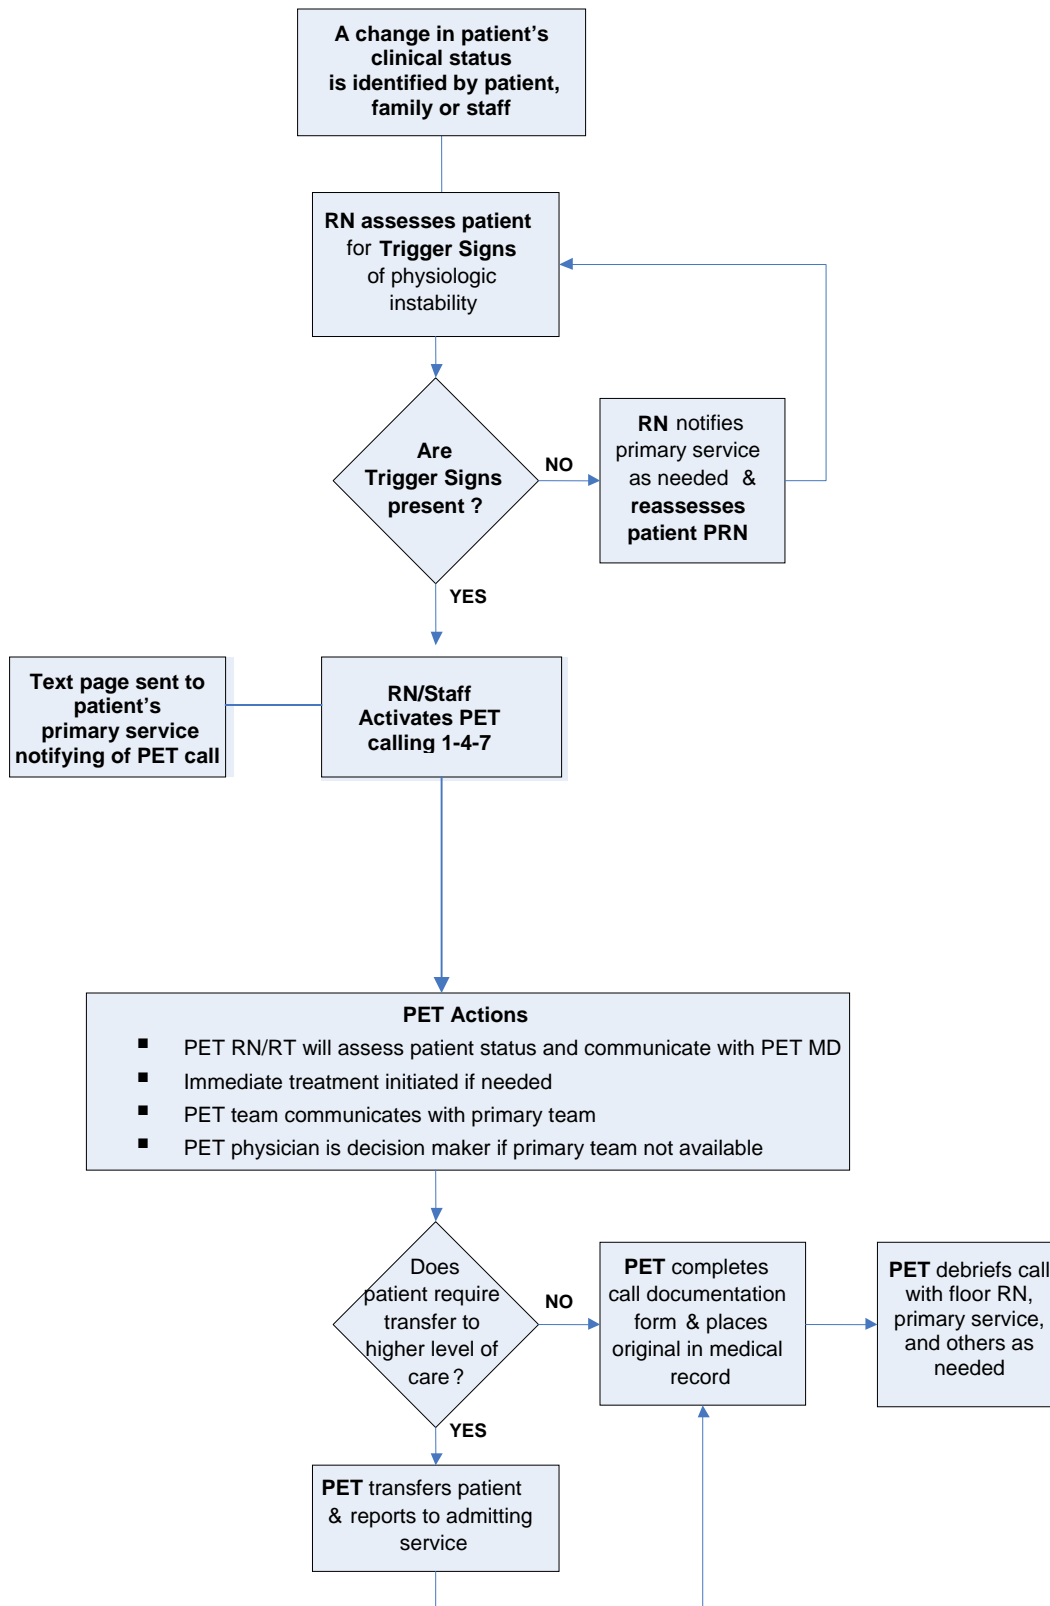 A change in patient's
clinical status
is identified by patient,
family or staff
RN assesses patient
for Trigger Signs
of physiologic
instability
Are
Trigger Signs
present ?
NO
RN notifies
primary service
as needed &
reassesses
patient PRN
YES
Text page sent to
patient's
primary service
notifying of PET call
RN/Staff
Activates PET
calling 1-4-7
PET Actions
▪ PET RN/RT will assess patient status and communicate with PET MD
▪ Immediate treatment initiated if needed
▪ PET team communicates with primary team
▪ PET physician is decision maker if primary team not available
Does
patient require
transfer to
higher level of
care ?
NO
PET completes
call documentation
form & places
original in medical
record
PET debriefs call
with floor RN,
primary service,
and others as
needed
YES
PET transfers patient
& reports to admitting
service